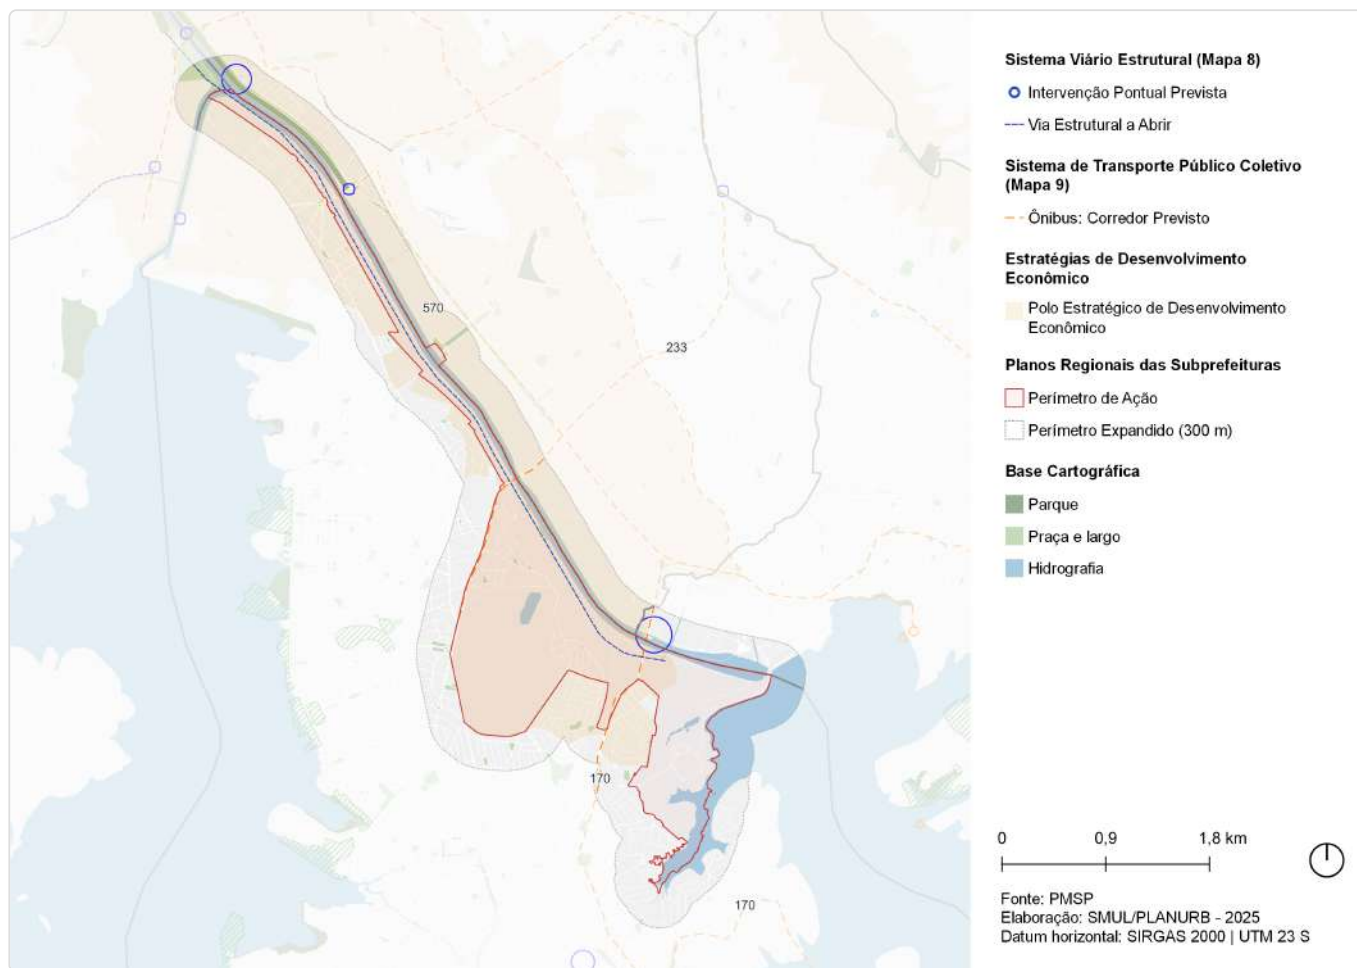 Sistema Viário Estrutural (Mapa 8)
Intervenção Pontual Prevista
Via Estrutural a Abrir
Sistema de Transporte Público Coletivo
(Mapa 9)
Ônibus: Corredor Previsto
Estratégias de Desenvolvimento
Econômico
Polo Estratégico de Desenvolvimento
Econômico
Planos Regionais das Subprefeituras
Perímetro de Ação
Perímetro Expandido (300 m)
Base Cartográfica
Parque
Praça e largo
Hidrografia
570
233
170
170
0 0,9 1,8 km
Fonte: PMSP
Elaboração: SMUL/PLANURB - 2025
Datum horizontal: SIRGAS 2000 | UTM 23 S